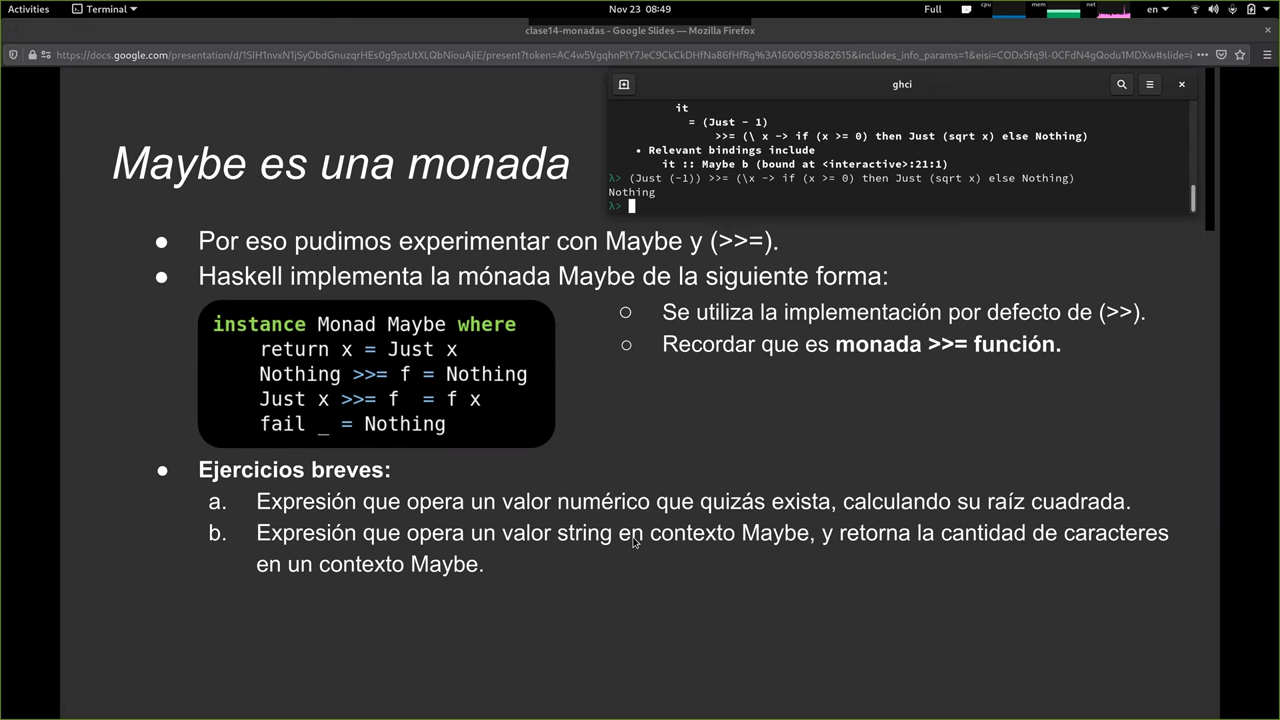 Activities Terminal Nov 23 08:49 Full cpu mem net en
clase14-monadas - Google Slides — Mozilla Firefox
ghci
it
= (Just - 1)
>>= (\ x -> if (x >= 0) then Just (sqrt x) else Nothing)
• Relevant bindings include
it :: Maybe b (bound at <interactive>:21:1)
λ> (Just (-1)) >>= (\x -> if (x >= 0) then Just (sqrt x) else Nothing)
Nothing
λ>
Maybe es una monada
● Por eso pudimos experimentar con Maybe y (>>=).
● Haskell implementa la mónada Maybe de la siguiente forma:
instance Monad Maybe where
return x = Just x
Nothing >>= f = Nothing
Just x >>= f = f x
fail _ = Nothing
○ Se utiliza la implementación por defecto de (>>).
○ Recordar que es monada >>= función.
● Ejercicios breves:
a. Expresión que opera un valor numérico que quizás exista, calculando su raíz cuadrada.
b. Expresión que opera un valor string en contexto Maybe, y retorna la cantidad de caracteres
en un contexto Maybe.